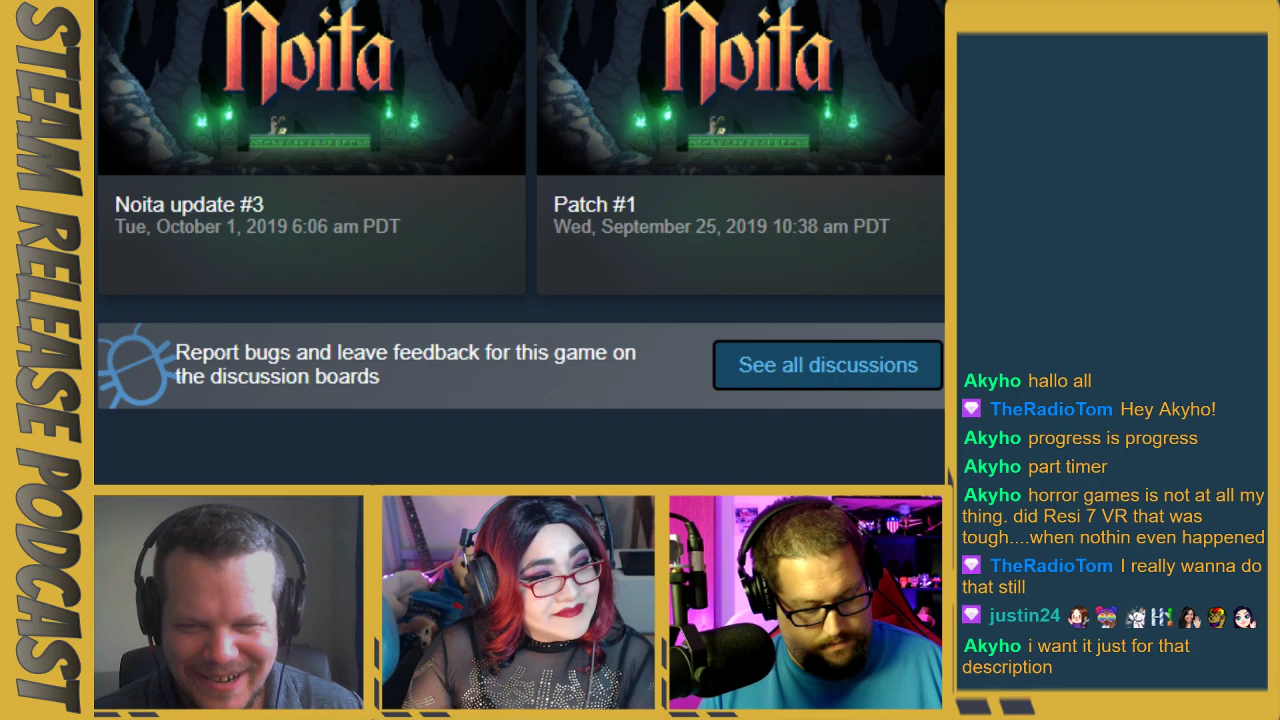 STEAM RELEASE PODCAST
Noita
Noita
Noita update #3
Tue, October 1, 2019 6:06 am PDT
Patch #1
Wed, September 25, 2019 10:38 am PDT
Report bugs and leave feedback for this game on
the discussion boards
See all discussions
Akyho hallo all
TheRadioTom Hey Akyho!
Akyho progress is progress
Akyho part timer
Akyho horror games is not at all my
thing. did Resi 7 VR that was
tough....when nothin even happened
TheRadioTom I really wanna do
that still
justin24
Akyho i want it just for that
description